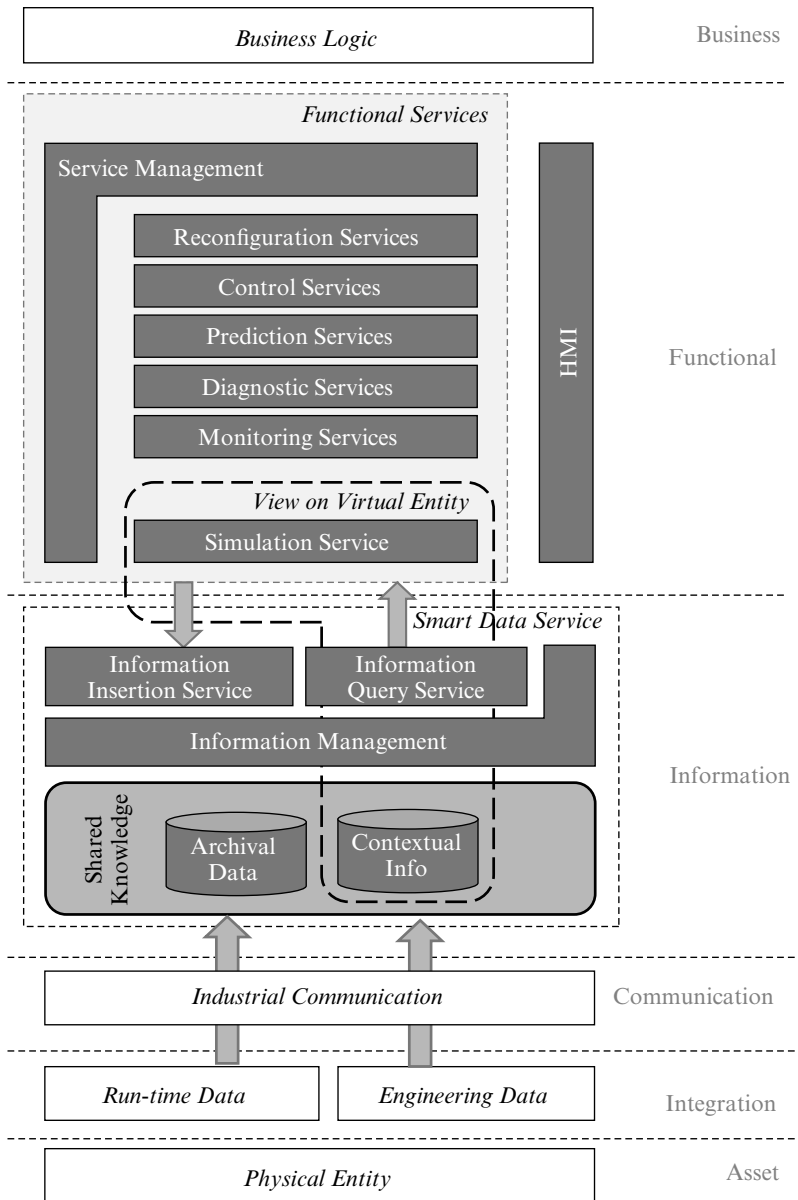 Business Logic
Business
Functional Services
Service Management
Reconfiguration Services
Control Services
Prediction Services
Diagnostic Services
Monitoring Services
HMI
Functional
View on Virtual Entity
Simulation Service
Smart Data Service
Information
Insertion Service
Information
Query Service
Information Management
Information
Shared
Knowledge
Archival
Data
Contextual
Info
Industrial Communication
Communication
Run-time Data
Engineering Data
Integration
Physical Entity
Asset